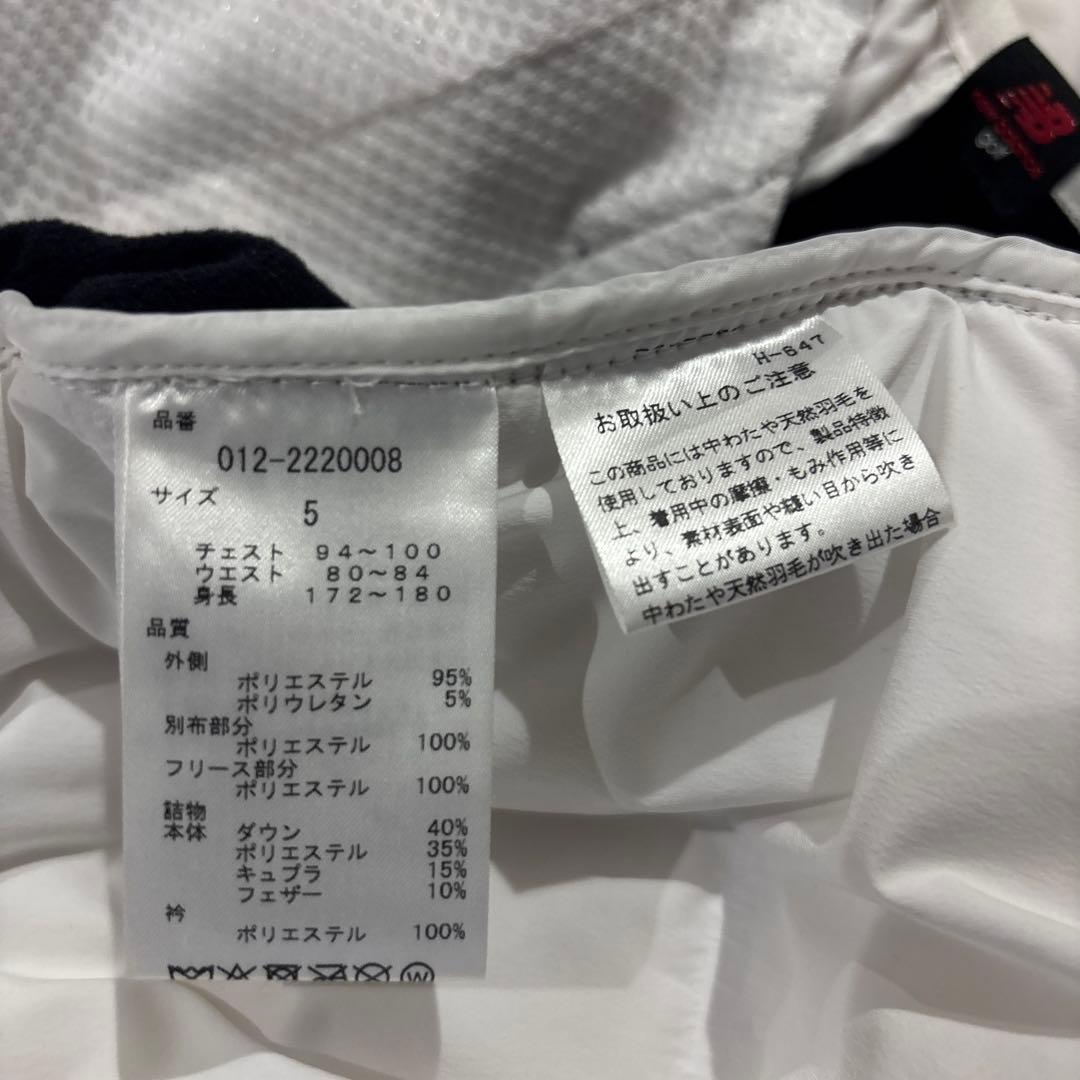 NB
golf
品番
012-2220008
サイズ
5
チェスト 94～100
ウエスト 80～84
身長 172～180
品質
外側
ポリエステル 95%
ポリウレタン 5%
別布部分
ポリエステル 100%
フリース部分
ポリエステル 100%
詰物
本体 ダウン 40%
ポリエステル 35%
キュプラ 15%
フェザー 10%
衿
ポリエステル 100%
W
H-647
お取扱い上のご注意
この商品には中わたや天然羽毛を
使用しておりますので、製品特徴
上、着用中の摩擦・もみ作用等に
より、素材表面や縫い目から吹き
出すことがあります。
中わたや天然羽毛が吹き出た場合